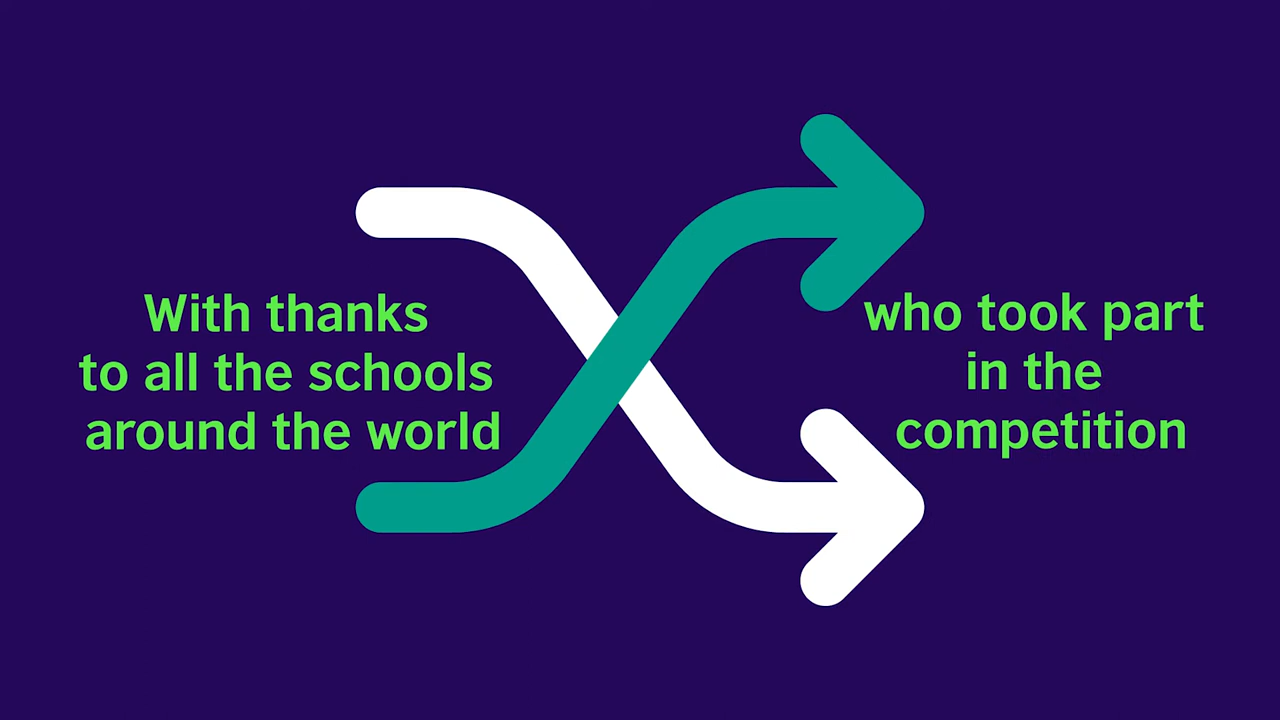 With thanks
to all the schools
around the world
who took part
in the
competition